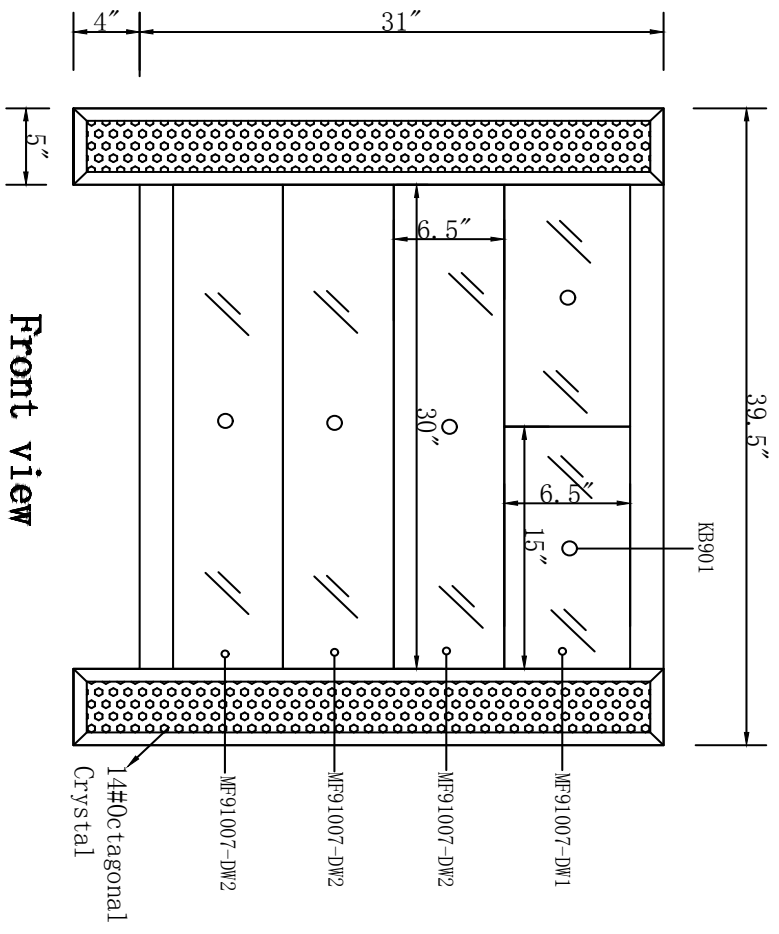 4"
31"
5"
39.5"
6.5"
30"
6.5"
15"
KB901
MF91007-DW1
MF91007-DW2
MF91007-DW2
MF91007-DW2
14#Octagonal
Crystal
Front view